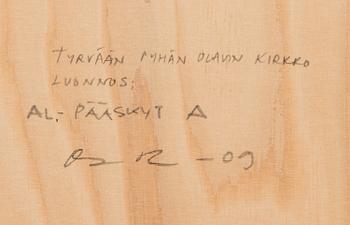 TYRVÄÄN PYHÄN OLAVIN KIRKKO
LUONNOS:
AL.- PÄÄSKYT A
-09